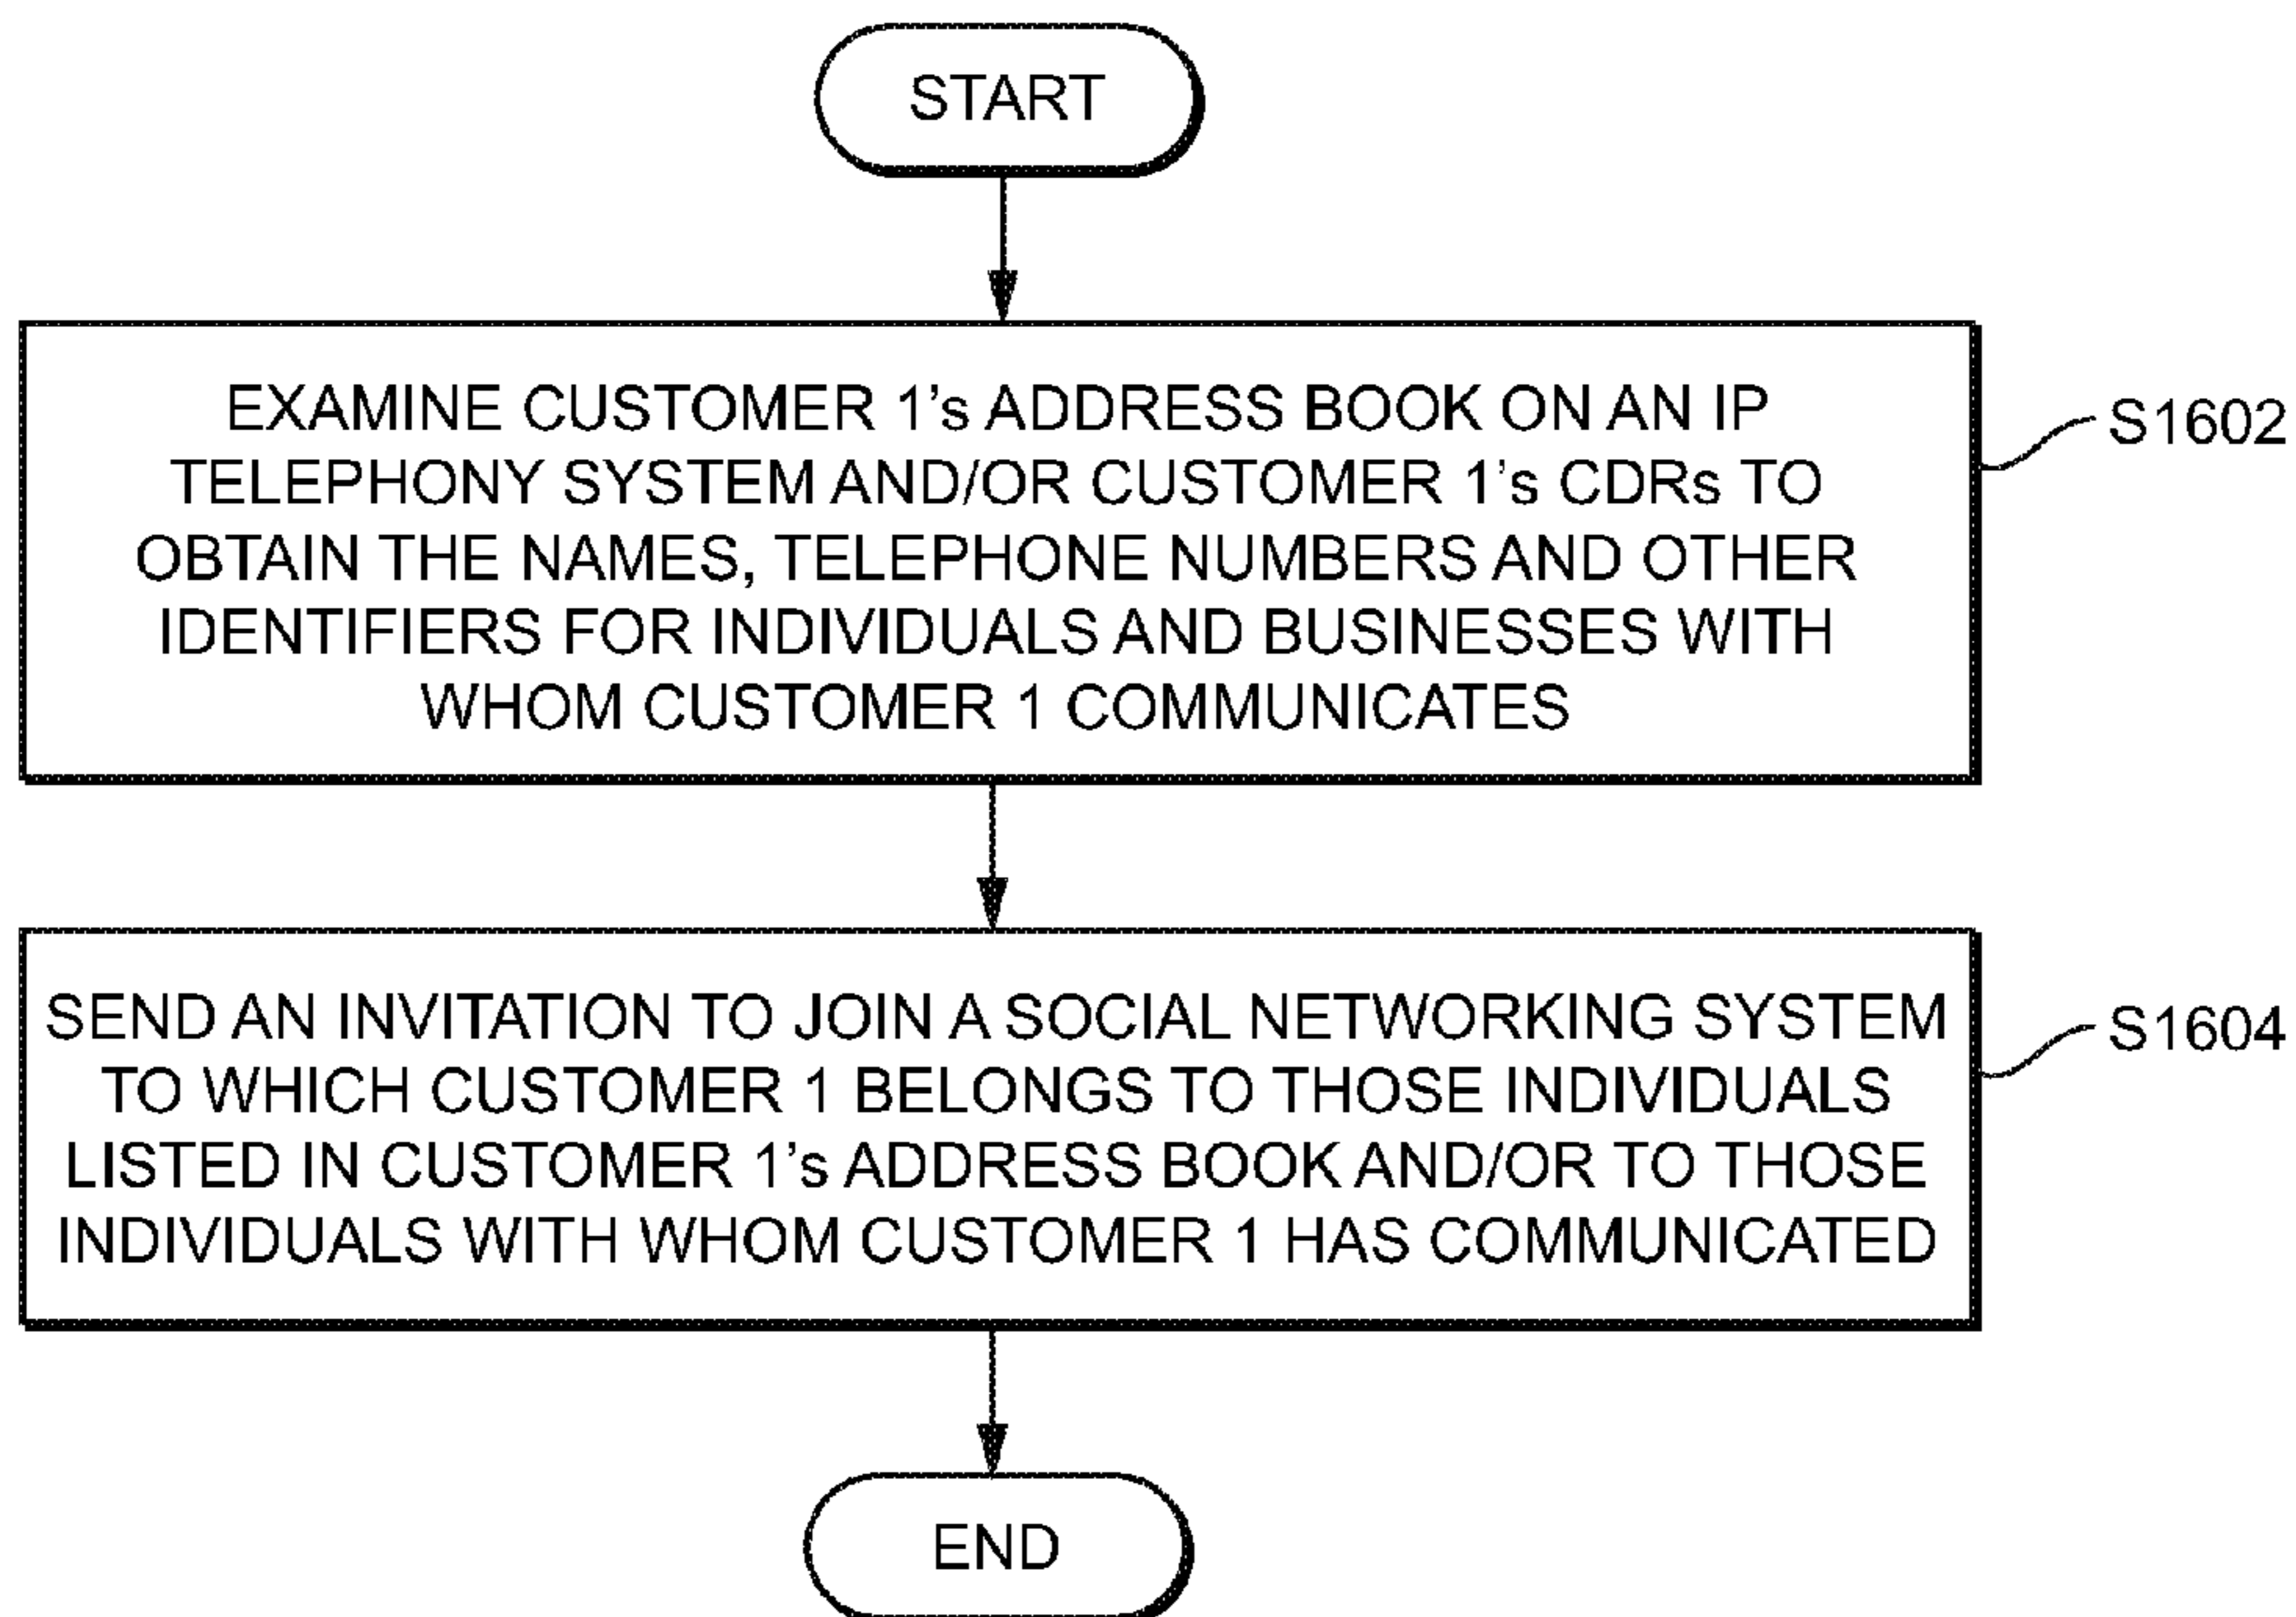 START
EXAMINE CUSTOMER 1's ADDRESS BOOK ON AN IP
TELEPHONY SYSTEM AND/OR CUSTOMER 1's CDRs TO
OBTAIN THE NAMES, TELEPHONE NUMBERS AND OTHER
IDENTIFIERS FOR INDIVIDUALS AND BUSINESSES WITH
WHOM CUSTOMER 1 COMMUNICATES
S1602
SEND AN INVITATION TO JOIN A SOCIAL NETWORKING SYSTEM
TO WHICH CUSTOMER 1 BELONGS TO THOSE INDIVIDUALS
LISTED IN CUSTOMER 1's ADDRESS BOOK AND/OR TO THOSE
INDIVIDUALS WITH WHOM CUSTOMER 1 HAS COMMUNICATED
S1604
END